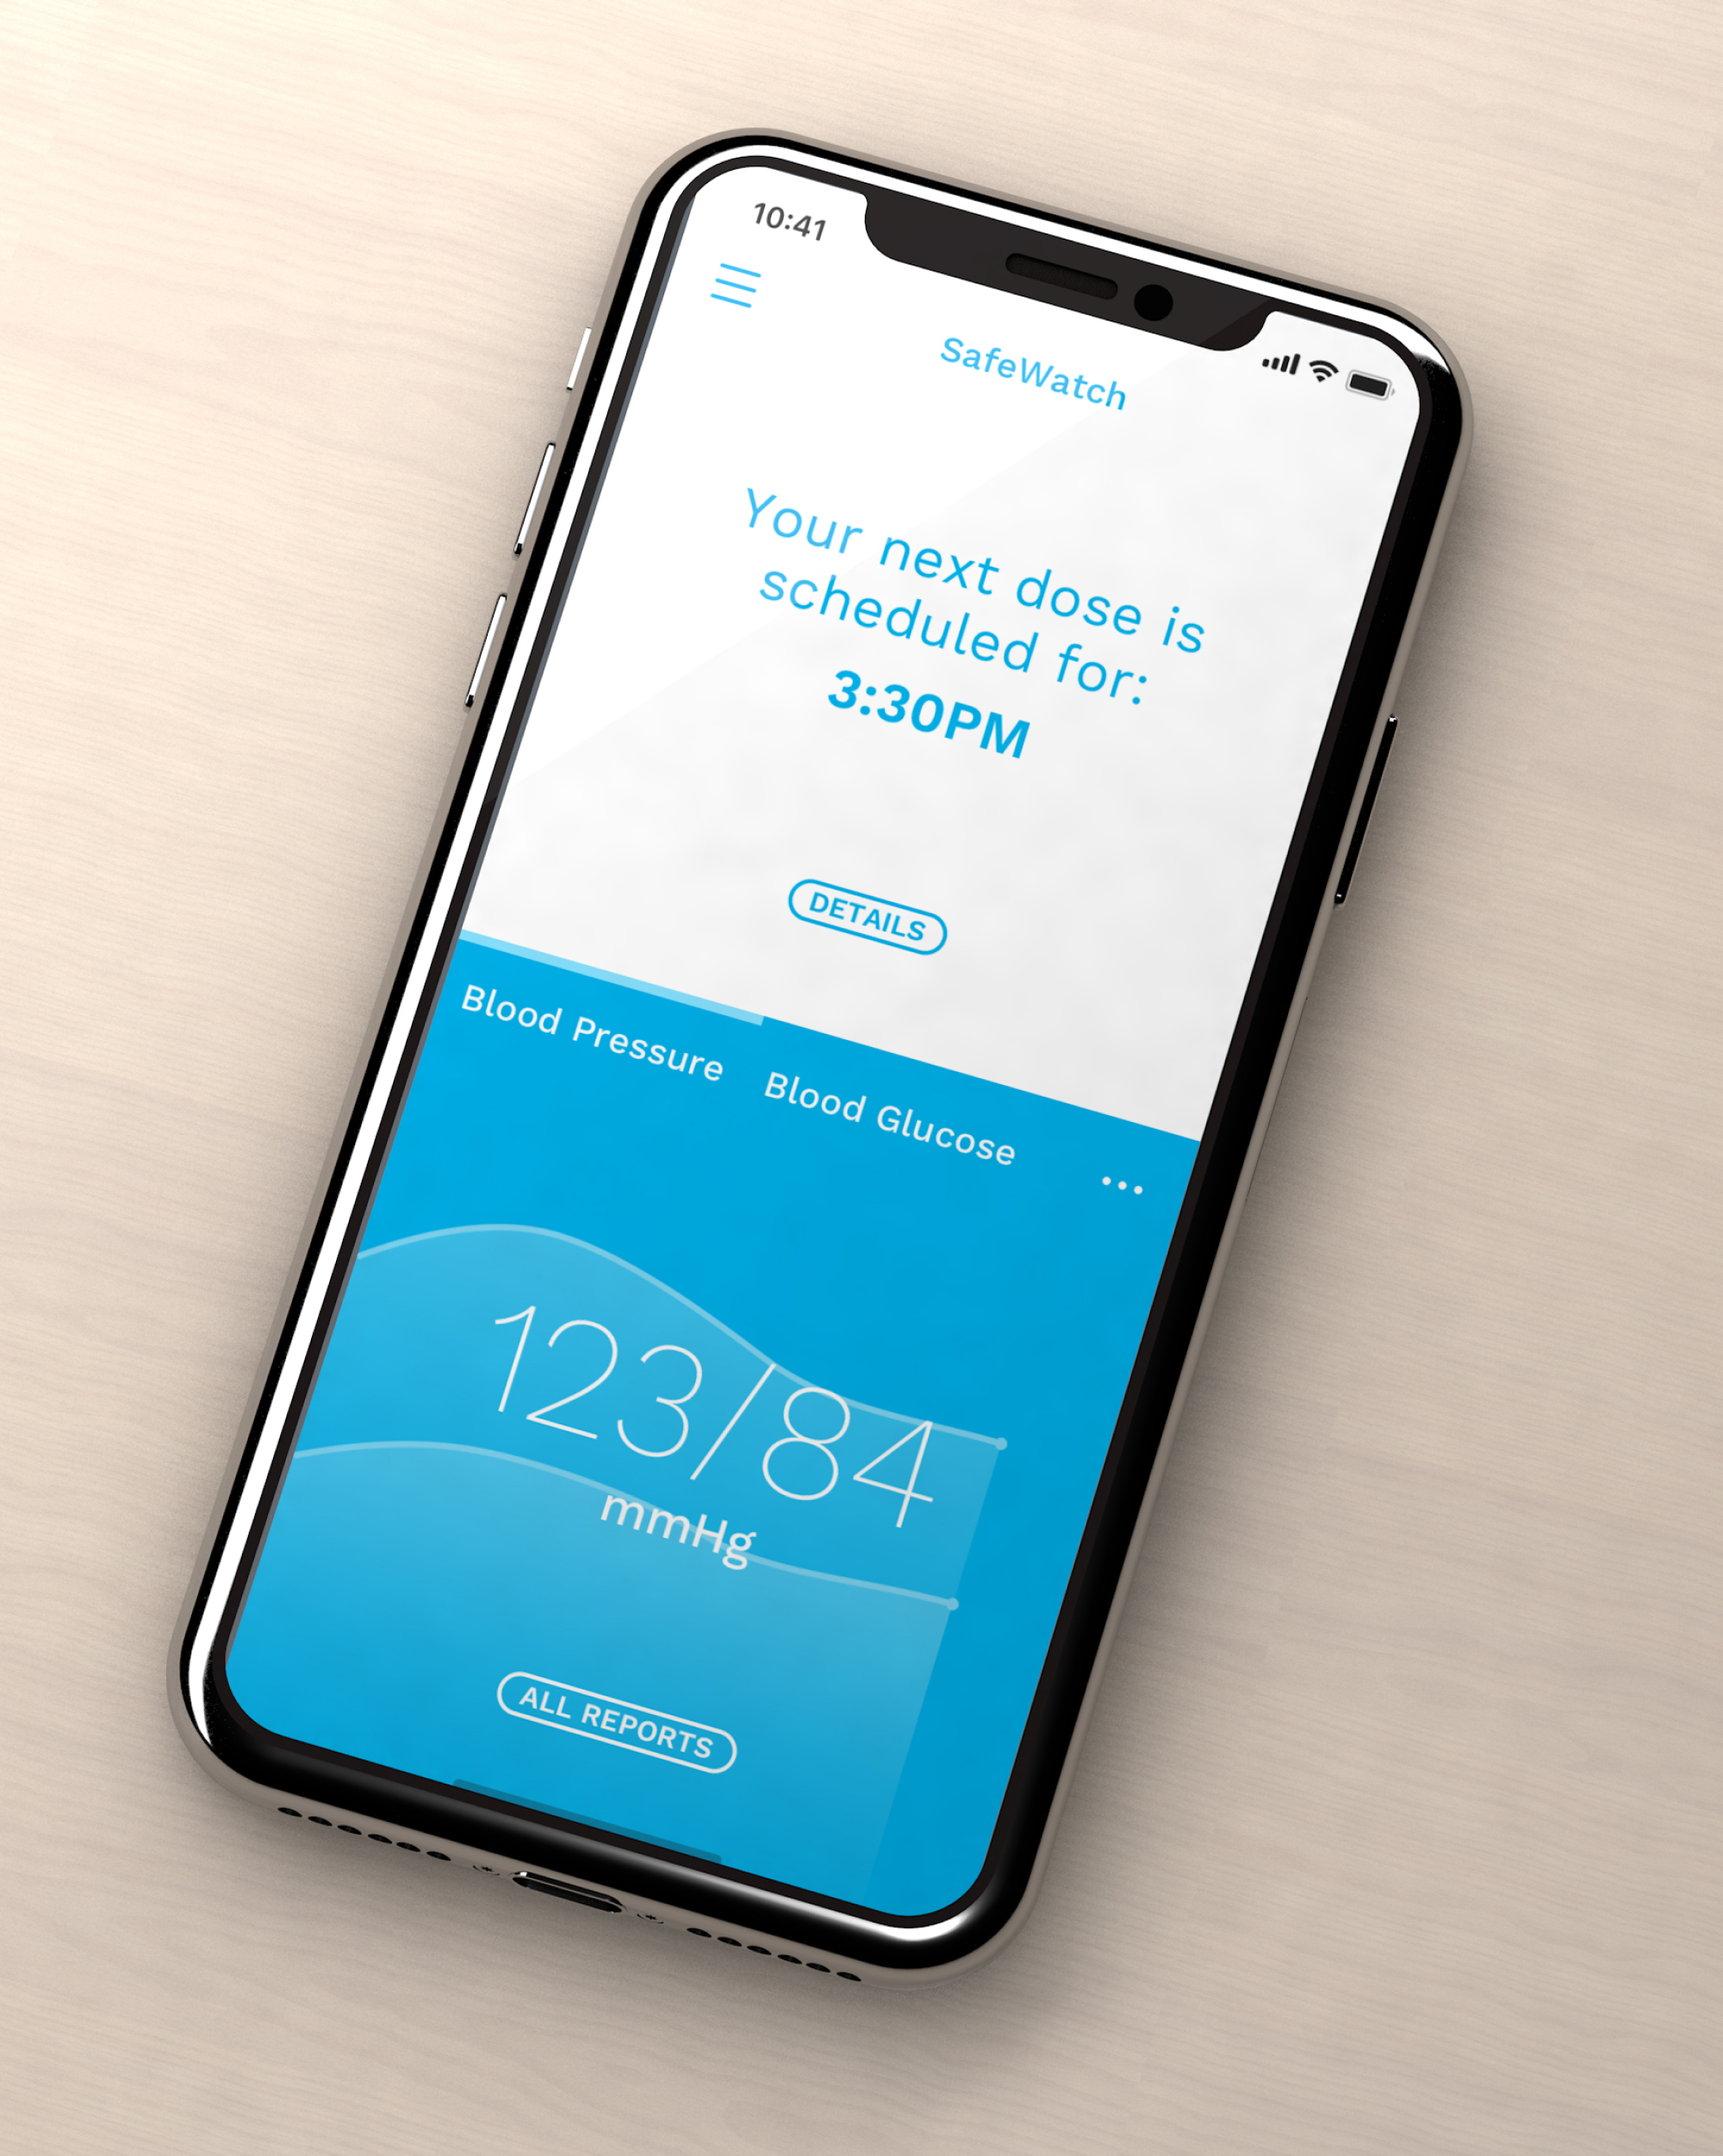 10:41
SafeWatch
Your next dose is
scheduled for:
3:30PM
DETAILS
Blood Pressure
Blood Glucose
123/84
mmHg
ALL REPORTS